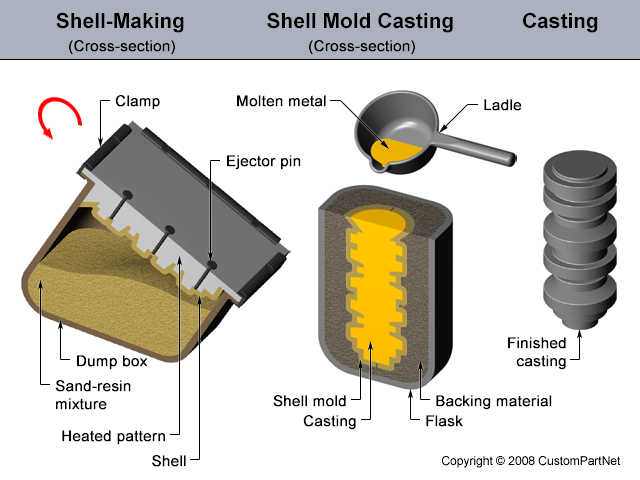 Shell-Making
(Cross-section)
Shell Mold Casting
(Cross-section)
Casting
Clamp
Ejector pin
Molten metal
Ladle
Dump box
Sand-resin
mixture
Heated pattern
Shell
Shell mold
Casting
Backing material
Flask
Finished
casting
Copyright © 2008 CustomPartNet